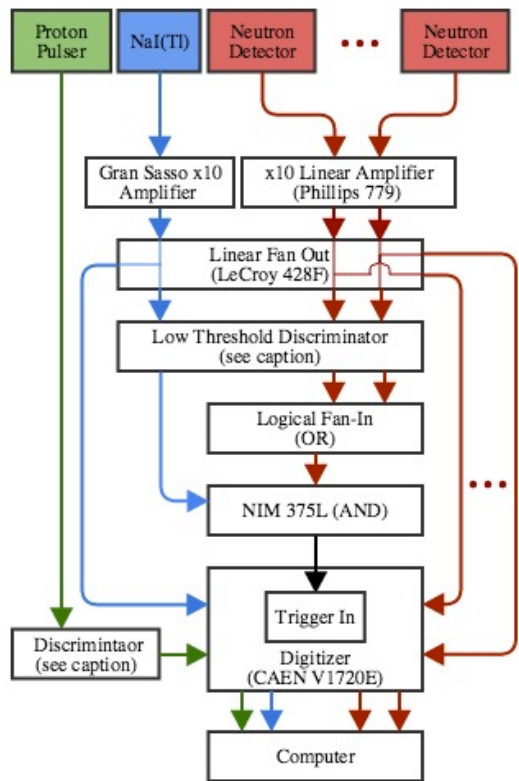 Proton
Pulser
NaI(Tl)
Neutron
Detector
Neutron
Detector
Gran Sasso x10
Amplifier
x10 Linear Amplifier
(Phillips 779)
Linear Fan Out
(LeCroy 428F)
Low Threshold Discriminator
(see caption)
Logical Fan-In
(OR)
NIM 375L (AND)
Trigger In
Discrimintaor
(see caption)
Digitizer
(CAEN V1720E)
Computer